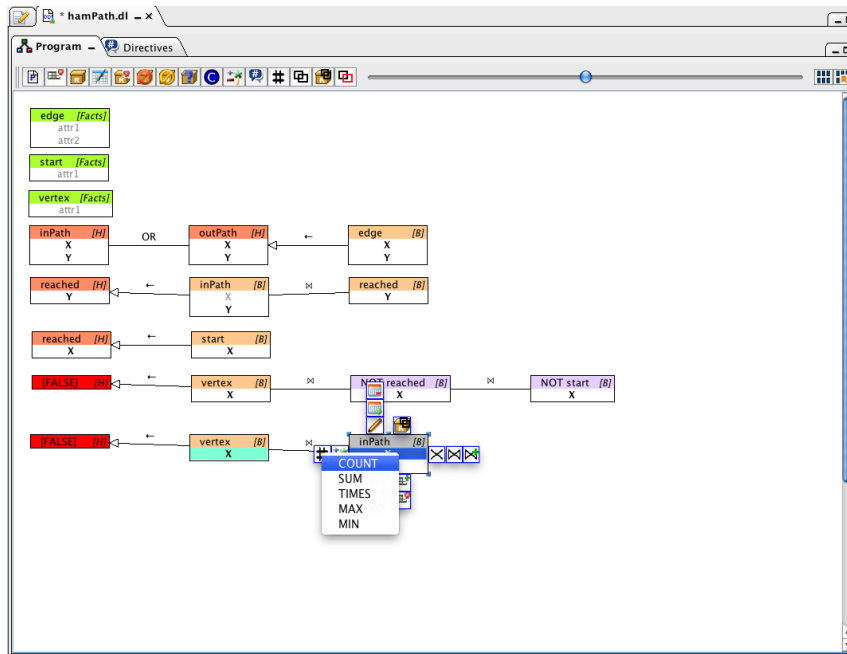 * hamPath.dl
Program
Directives
edge [Facts]
attr1
attr2
start [Facts]
attr1
vertex [Facts]
attr1
inPath [H]
X
Y
OR
outPath [H]
X
Y
←
edge [B]
X
Y
reached [H]
Y
←
inPath [B]
X
Y
⋈
reached [B]
Y
reached [H]
X
←
start [B]
X
[FALSE] [H]
←
vertex [B]
X
⋈
NOT reached [B]
X
⋈
NOT start [B]
X
[FALSE] [H]
←
vertex [B]
X
⋈
inPath [B]
COUNT
SUM
TIMES
MAX
MIN